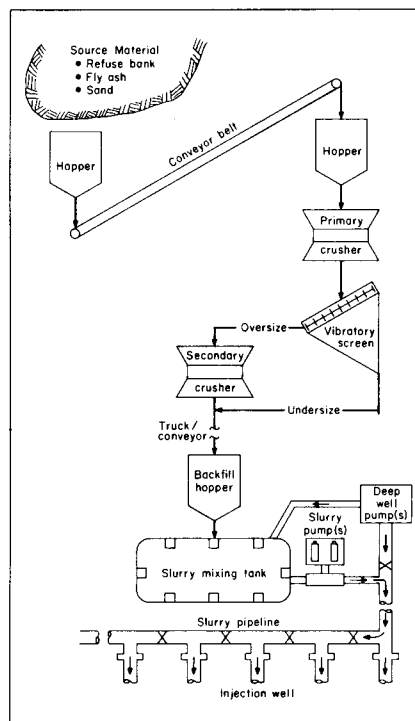 Source Material
• Refuse bank
• Fly ash
• Sand
Hopper
Conveyor belt
Hopper
Primary
crusher
Vibratory
screen
Oversize
Secondary
crusher
Undersize
Truck/
conveyor
Backfill
hopper
Deep
well
pump(s)
Slurry
pump(s)
Slurry mixing tank
Slurry pipeline
Injection well